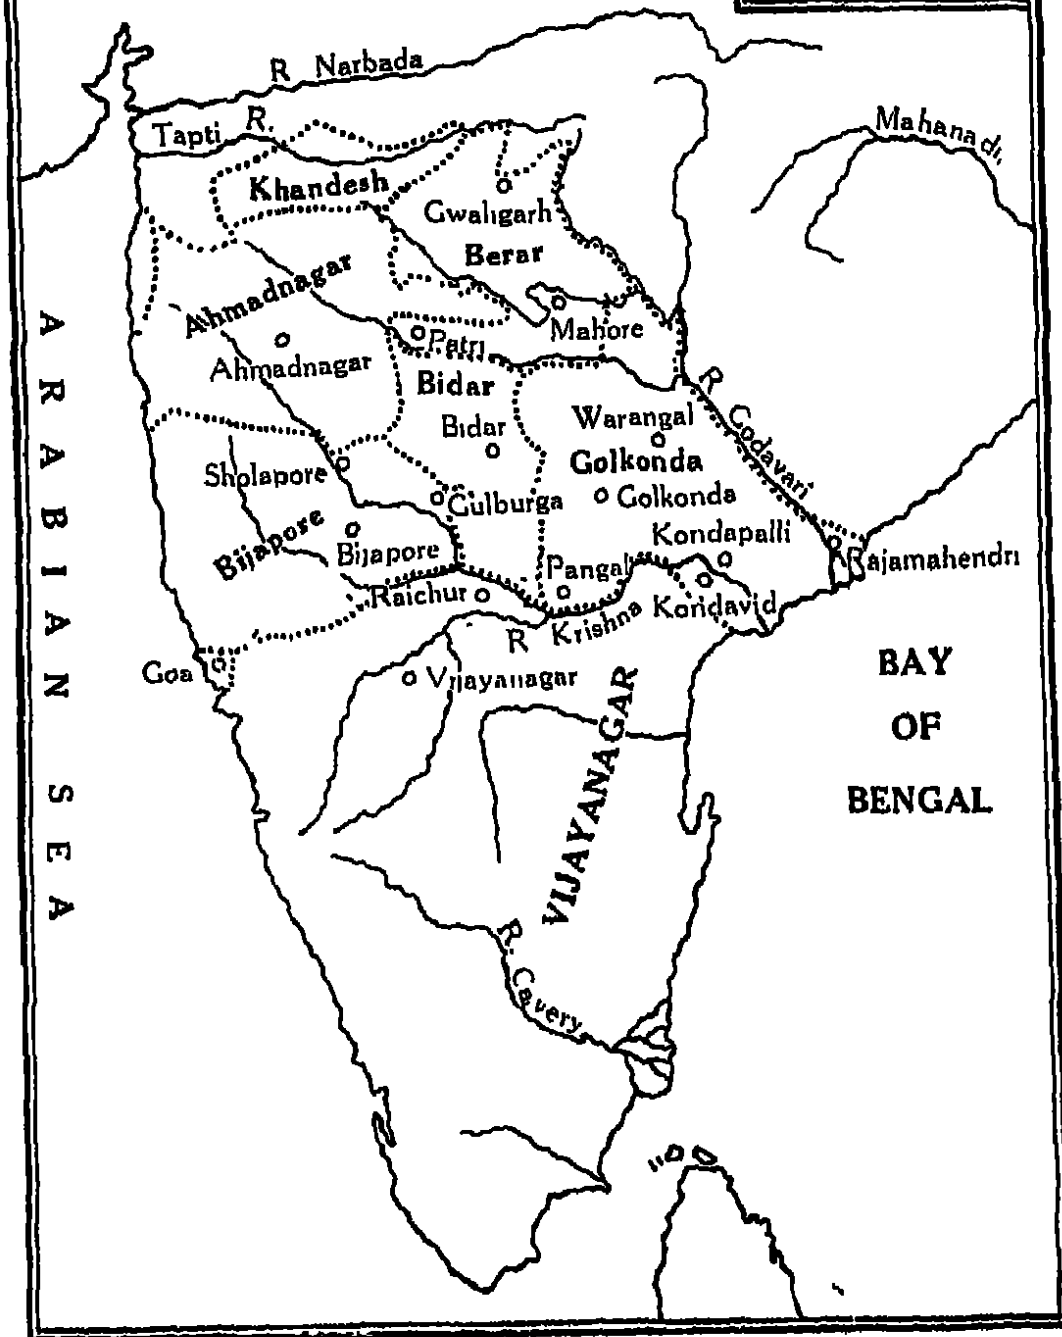 R Narbada
Tapti R.
Mahanadi
Khandesh
Gwaligarh
Berar
Ahmadnagar
Mahore
Patri
Ahmadnagar
Bidar
R Godavari
Warangal
Bidar
Golkonda
Sholapore
Gulburga
Golkonda
Bijapore
Kondapalli
Bijapore
Rajamahendri
Pangal
Raichur
Kondavid
R Krishna
Goa
Vijayanagar
VIJAYANAGAR
R. Cavery
ARABIAN SEA
BAY
OF
BENGAL